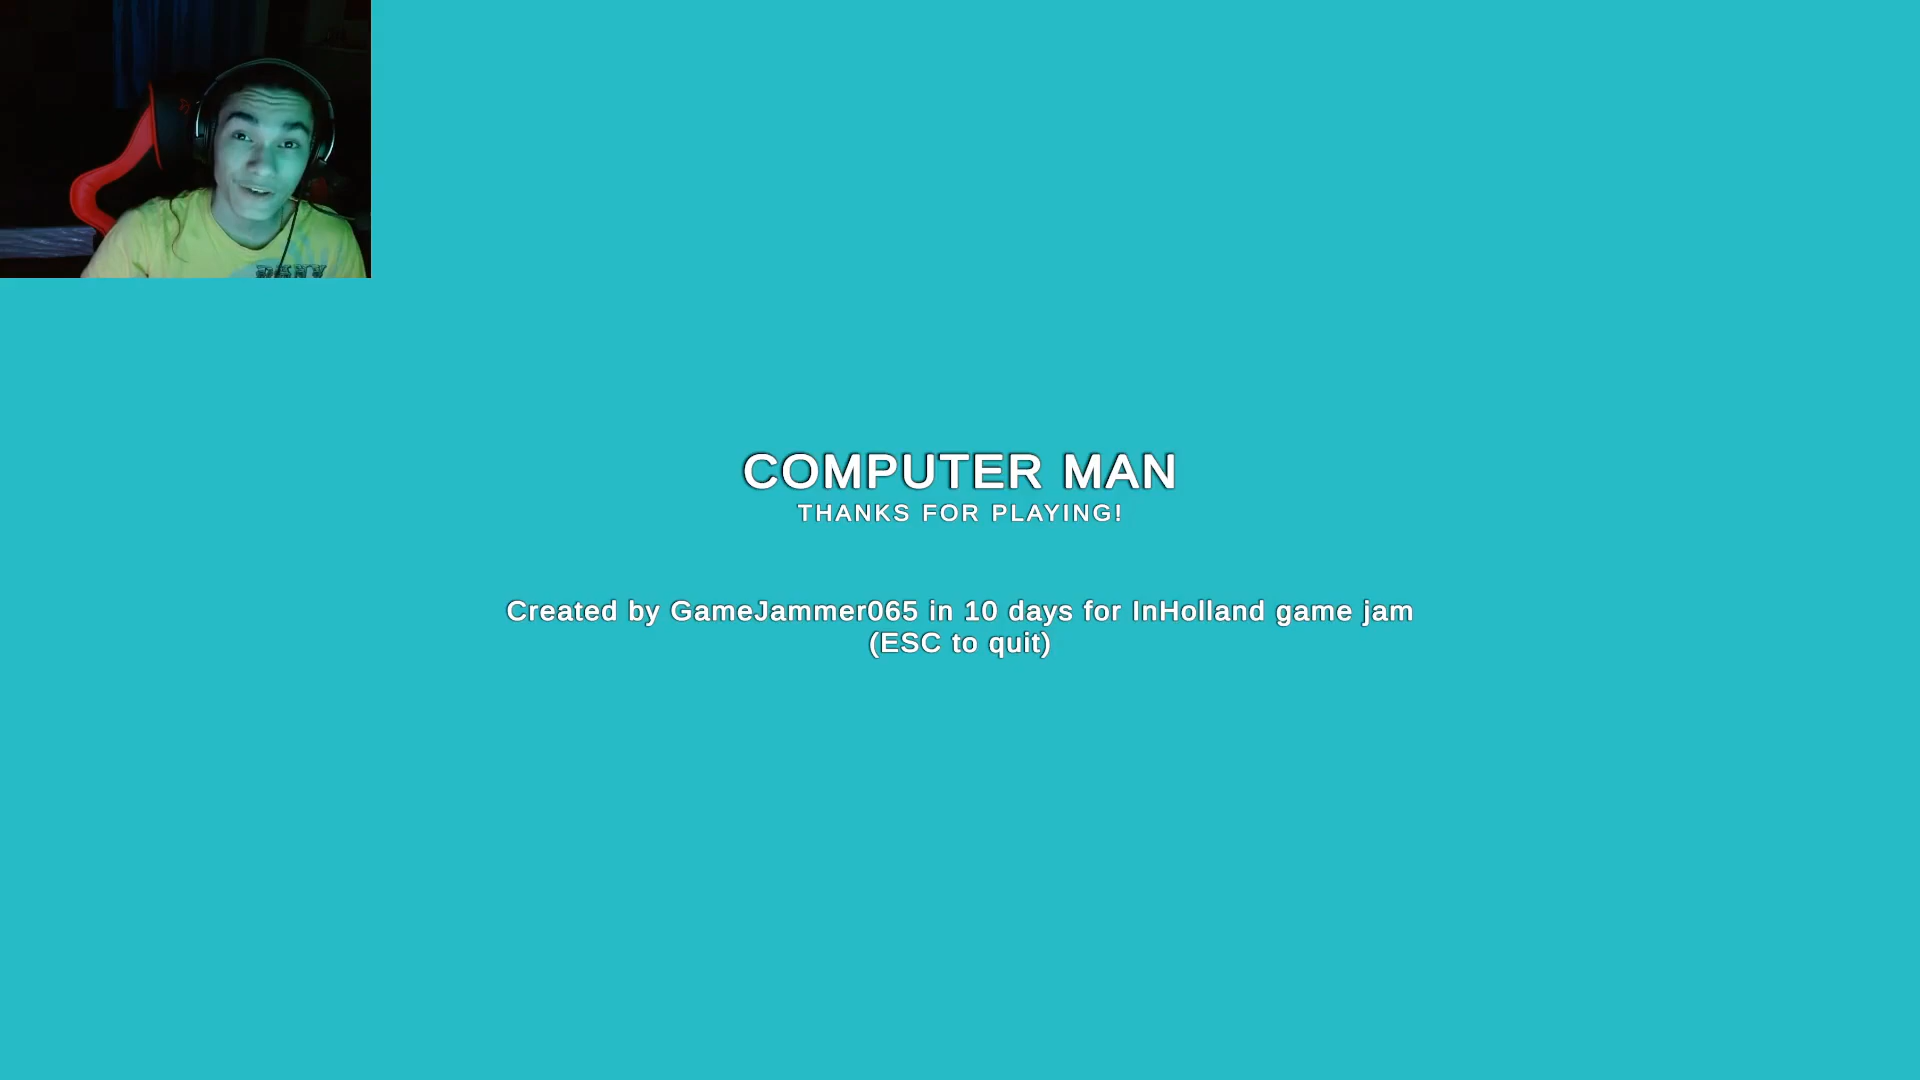 COMPUTER MAN
THANKS FOR PLAYING!
Created by GameJammer065 in 10 days for InHolland game jam
(ESC to quit)